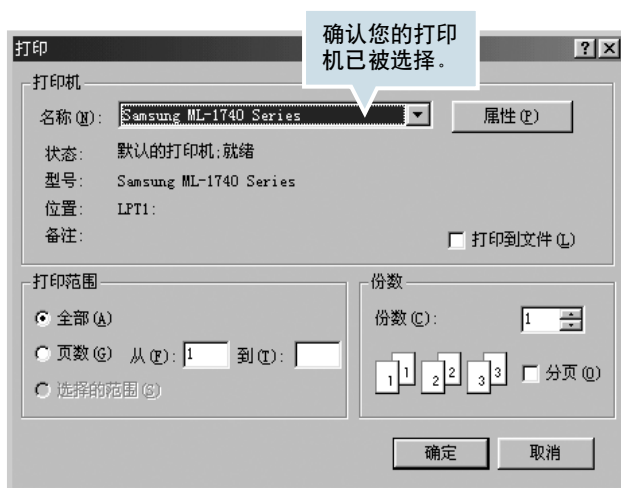 确认您的打印
机已被选择。
打印
打印机
名称(N): Samsung ML-1740 Series 属性(P)
状态: 默认的打印机;就绪
型号: Samsung ML-1740 Series
位置: LPT1:
备注: 打印到文件(L)
打印范围
全部(A)
页数(G) 从(F): 1 到(T):
选择的范围(S)
份数
份数(C): 1
1 1 2 2 3 3 分页(O)
确定 取消